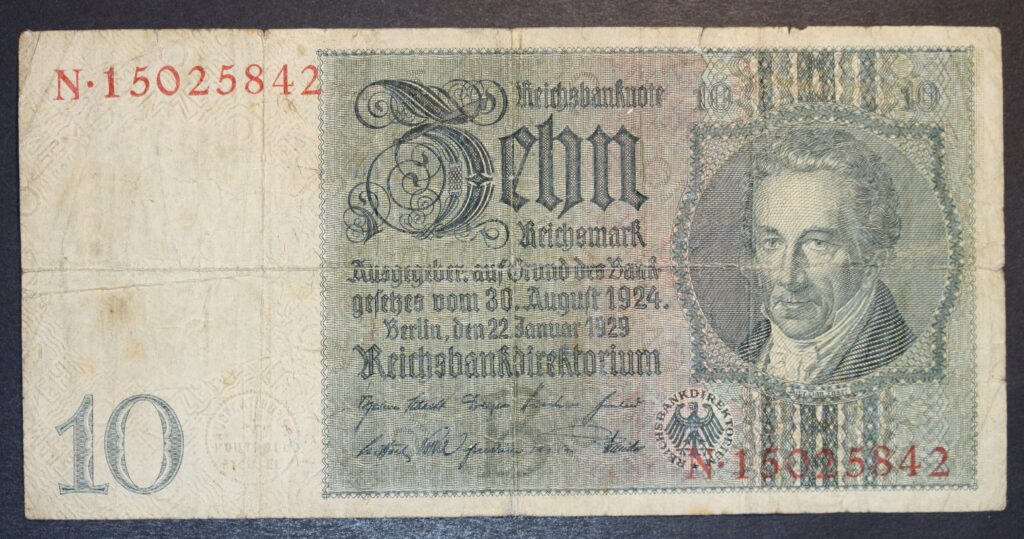 N·15025842
Reichsbanknote
10 10
Zehn
Reichsmark
Ausgegeben auf Grund des Bank-
gesetzes vom 30. August 1924.
Berlin, den 22. Januar 1929
Reichsbankdirektorium
10
REICHSBANKDIREKTORIUM
N·15025842